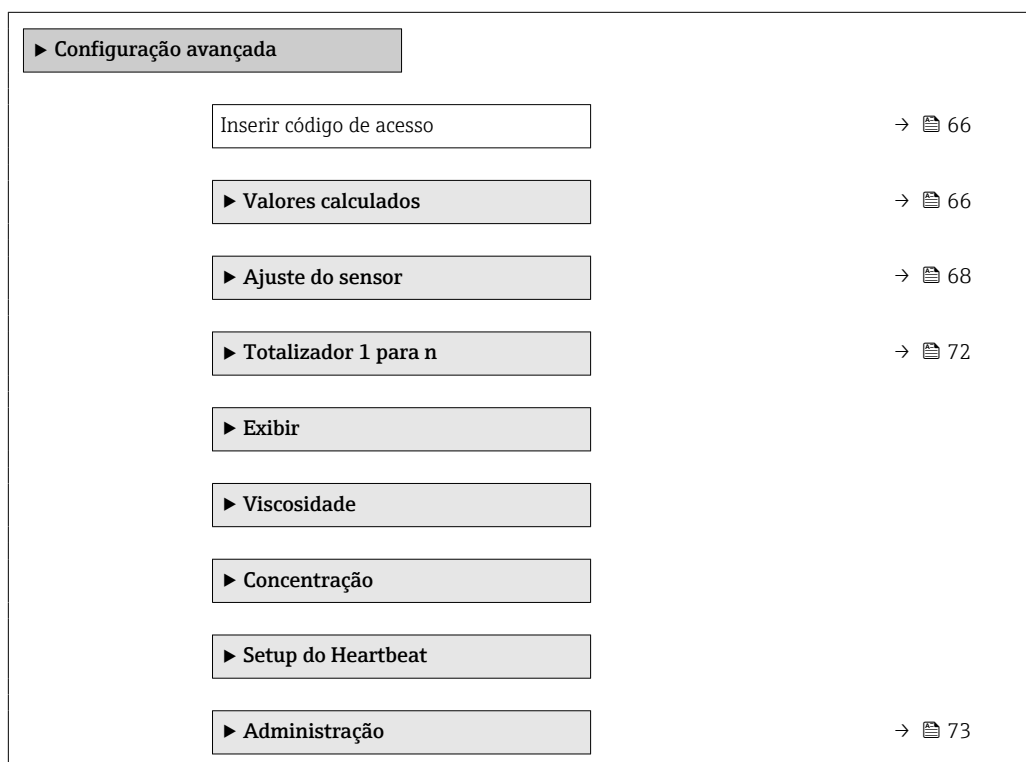 ▶ Configuração avançada
Inserir código de acesso → 66
▶ Valores calculados → 66
▶ Ajuste do sensor → 68
▶ Totalizador 1 para n → 72
▶ Exibir
▶ Viscosidade
▶ Concentração
▶ Setup do Heartbeat
▶ Administração → 73